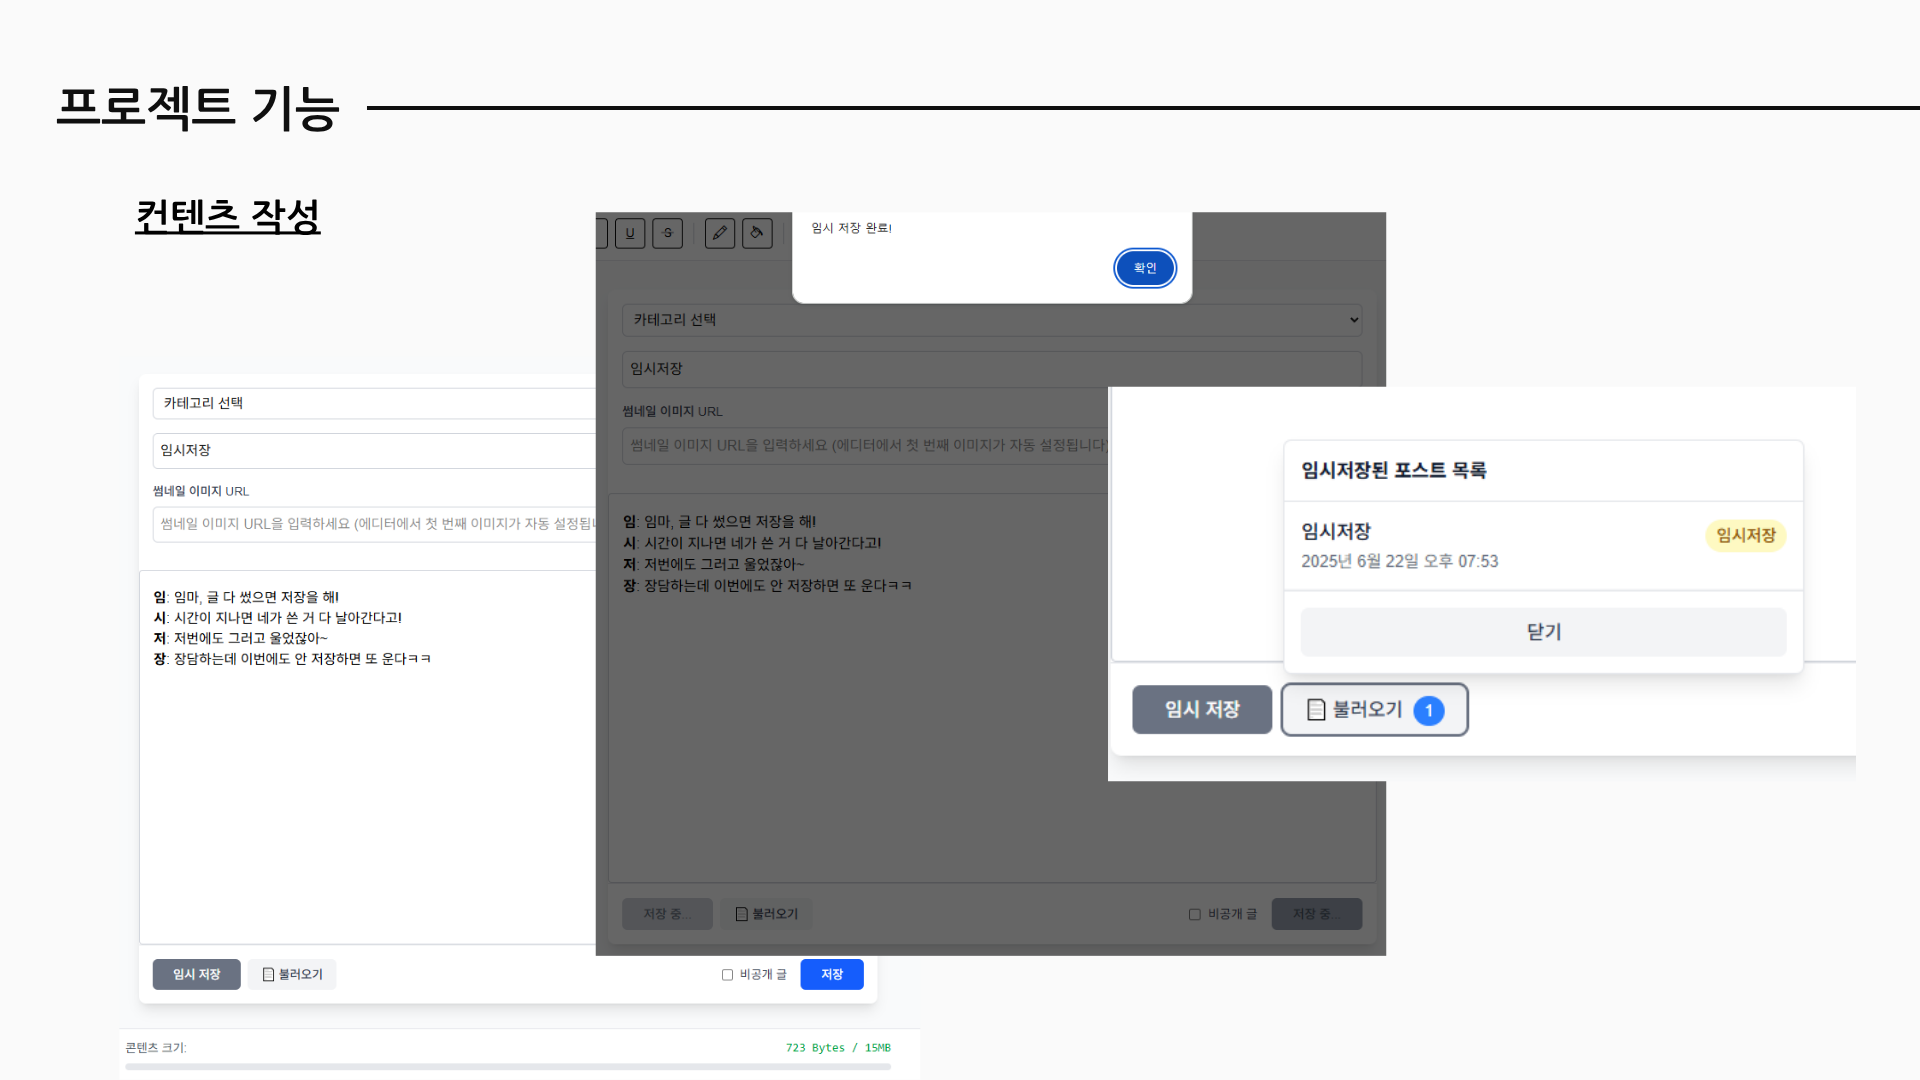 프로젝트 기능
컨텐츠 작성
카테고리 선택
임시저장
썸네일 이미지 URL
썸네일 이미지 URL을 입력하세요 (에디터에서 첫 번째 이미지가 자동 설정됩
임: 임마, 글 다 썼으면 저장을 해!
시: 시간이 지나면 네가 쓴 거 다 날아간다고!
저: 저번에도 그러고 울었잖아~
장: 장담하는데 이번에도 안 저장하면 또 운다ㅋㅋ
임시 저장
불러오기
비공개 글
저장
콘텐츠 크기:
723 Bytes / 15MB
U
S
임시 저장 완료!
확인
카테고리 선택
임시저장
썸네일 이미지 URL
썸네일 이미지 URL을 입력하세요 (에디터에서 첫 번째 이미지가 자동 설정됩니다)
임: 임마, 글 다 썼으면 저장을 해!
시: 시간이 지나면 네가 쓴 거 다 날아간다고!
저: 저번에도 그러고 울었잖아~
장: 장담하는데 이번에도 안 저장하면 또 운다ㅋㅋ
저장 중...
불러오기
비공개 글
저장 중...
임시저장된 포스트 목록
임시저장
임시저장
2025년 6월 22일 오후 07:53
닫기
임시 저장
불러오기 1